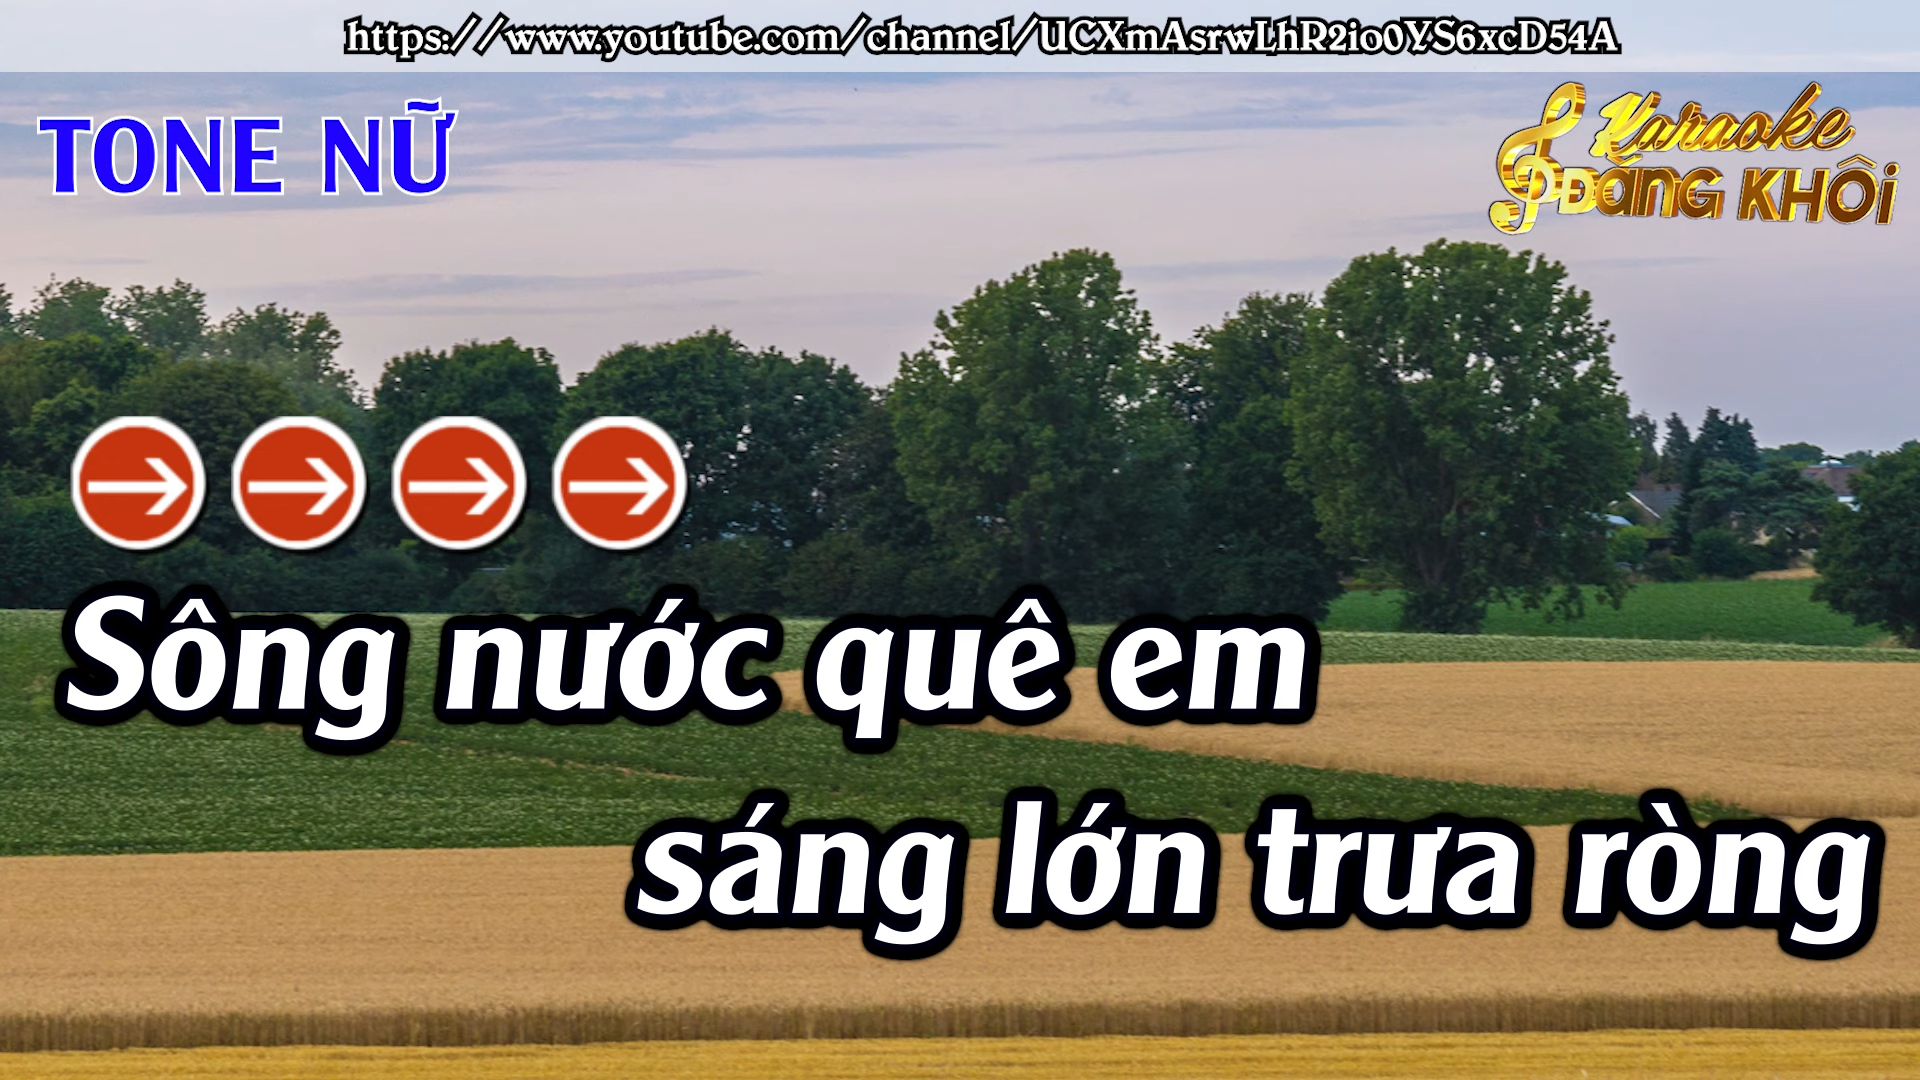 https://www.youtube.com/channel/UCXmAsrwLhR2io0YS6xcD54A
TONE NỮ
Karaoke
ĐĂNG KHÔI
Sông nước quê em
sáng lớn trưa ròng